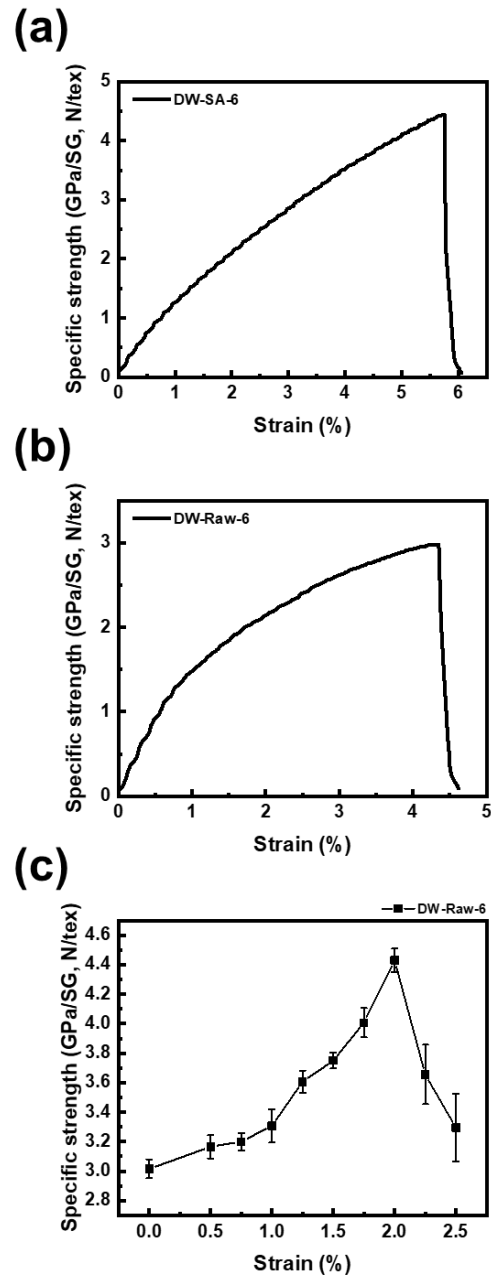 (a)
DW-SA-6
Specific strength (GPa/SG, N/tex)
5
4
3
2
1
0
0 1 2 3 4 5 6
Strain (%)
(b)
DW-Raw-6
Specific strength (GPa/SG, N/tex)
3
2
1
0
0 1 2 3 4 5
Strain (%)
(c)
DW-Raw-6
Specific strength (GPa/SG, N/tex)
4.6
4.4
4.2
4.0
3.8
3.6
3.4
3.2
3.0
2.8
0.0 0.5 1.0 1.5 2.0 2.5
Strain (%)